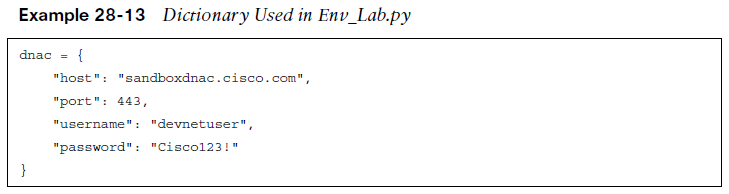 Example 28-13 Dictionary Used in Env_Lab.py
dnac = {
"host": "sandboxdnac.cisco.com",
"port": 443,
"username": "devnetuser",
"password": "Cisco123!"
}